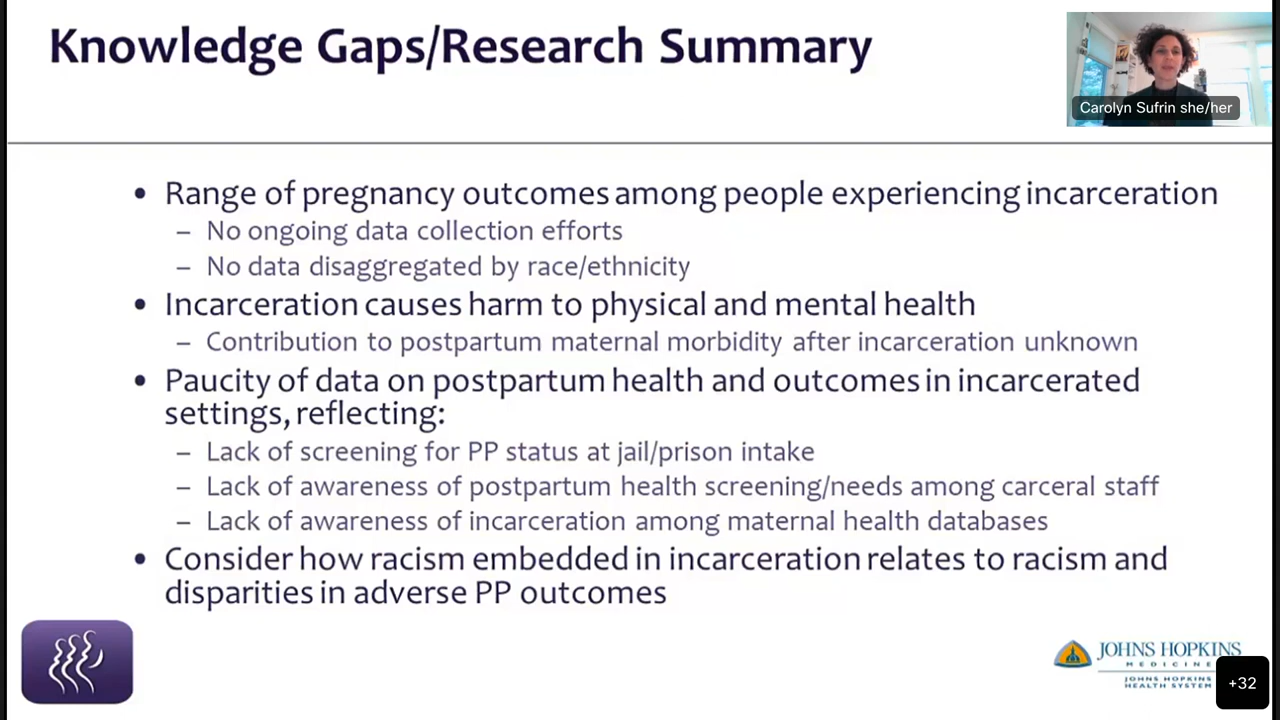 Knowledge Gaps/Research Summary
Carolyn Sufrin she/her
• Range of pregnancy outcomes among people experiencing incarceration
– No ongoing data collection efforts
– No data disaggregated by race/ethnicity
• Incarceration causes harm to physical and mental health
– Contribution to postpartum maternal morbidity after incarceration unknown
• Paucity of data on postpartum health and outcomes in incarcerated
settings, reflecting:
– Lack of screening for PP status at jail/prison intake
– Lack of awareness of postpartum health screening/needs among carceral staff
– Lack of awareness of incarceration among maternal health databases
• Consider how racism embedded in incarceration relates to racism and
disparities in adverse PP outcomes
JOHNS HOPKINS
MEDICINE
JOHNS HOPKINS
HEALTH SYSTEM
+32